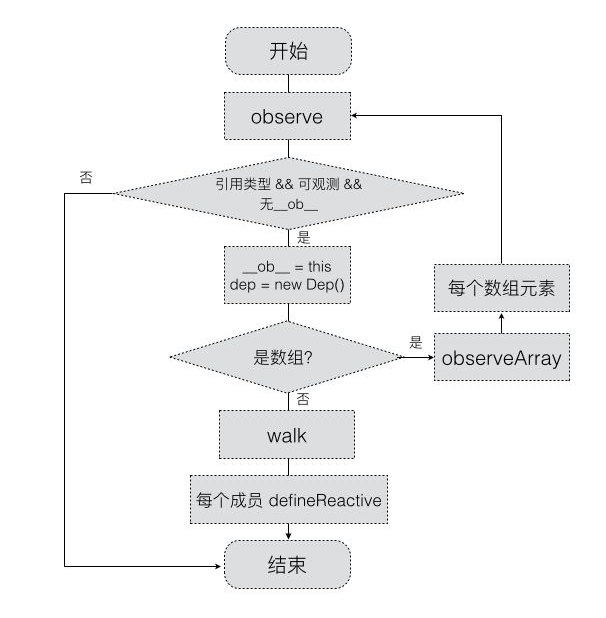 开始
observe
否
引用类型 && 可观测 &&
无__ob__
是
__ob__ = this
dep = new Dep()
每个数组元素
是数组?
是
observeArray
否
walk
每个成员 defineReactive
结束